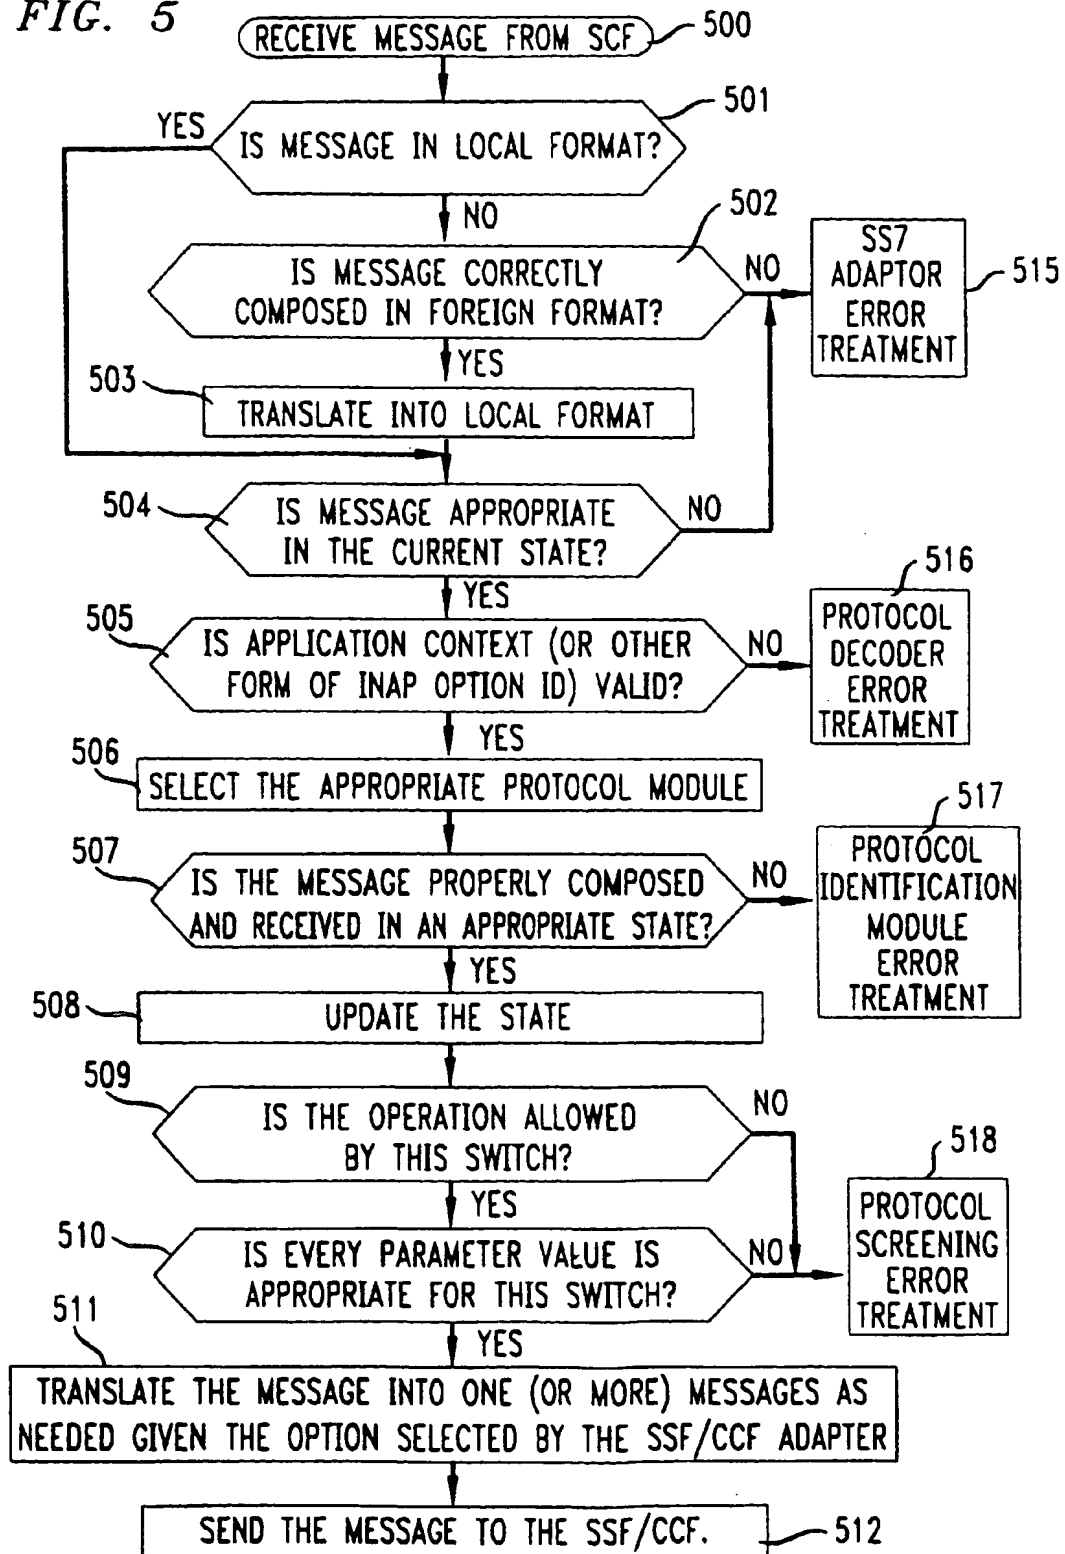 FIG. 5
RECEIVE MESSAGE FROM SCF
500
501
YES
IS MESSAGE IN LOCAL FORMAT?
NO
502
IS MESSAGE CORRECTLY
COMPOSED IN FOREIGN FORMAT?
NO
SS7
ADAPTOR
ERROR
TREATMENT
515
YES
503
TRANSLATE INTO LOCAL FORMAT
504
IS MESSAGE APPROPRIATE
IN THE CURRENT STATE?
NO
YES
505
IS APPLICATION CONTEXT (OR OTHER
FORM OF INAP OPTION ID) VALID?
NO
516
PROTOCOL
DECODER
ERROR
TREATMENT
YES
506
SELECT THE APPROPRIATE PROTOCOL MODULE
507
IS THE MESSAGE PROPERLY COMPOSED
AND RECEIVED IN AN APPROPRIATE STATE?
NO
517
PROTOCOL
IDENTIFICATION
MODULE
ERROR
TREATMENT
YES
508
UPDATE THE STATE
509
IS THE OPERATION ALLOWED
BY THIS SWITCH?
NO
YES
518
PROTOCOL
SCREENING
ERROR
TREATMENT
510
IS EVERY PARAMETER VALUE IS
APPROPRIATE FOR THIS SWITCH?
NO
YES
511
TRANSLATE THE MESSAGE INTO ONE (OR MORE) MESSAGES AS
NEEDED GIVEN THE OPTION SELECTED BY THE SSF/CCF ADAPTER
SEND THE MESSAGE TO THE SSF/CCF.
512